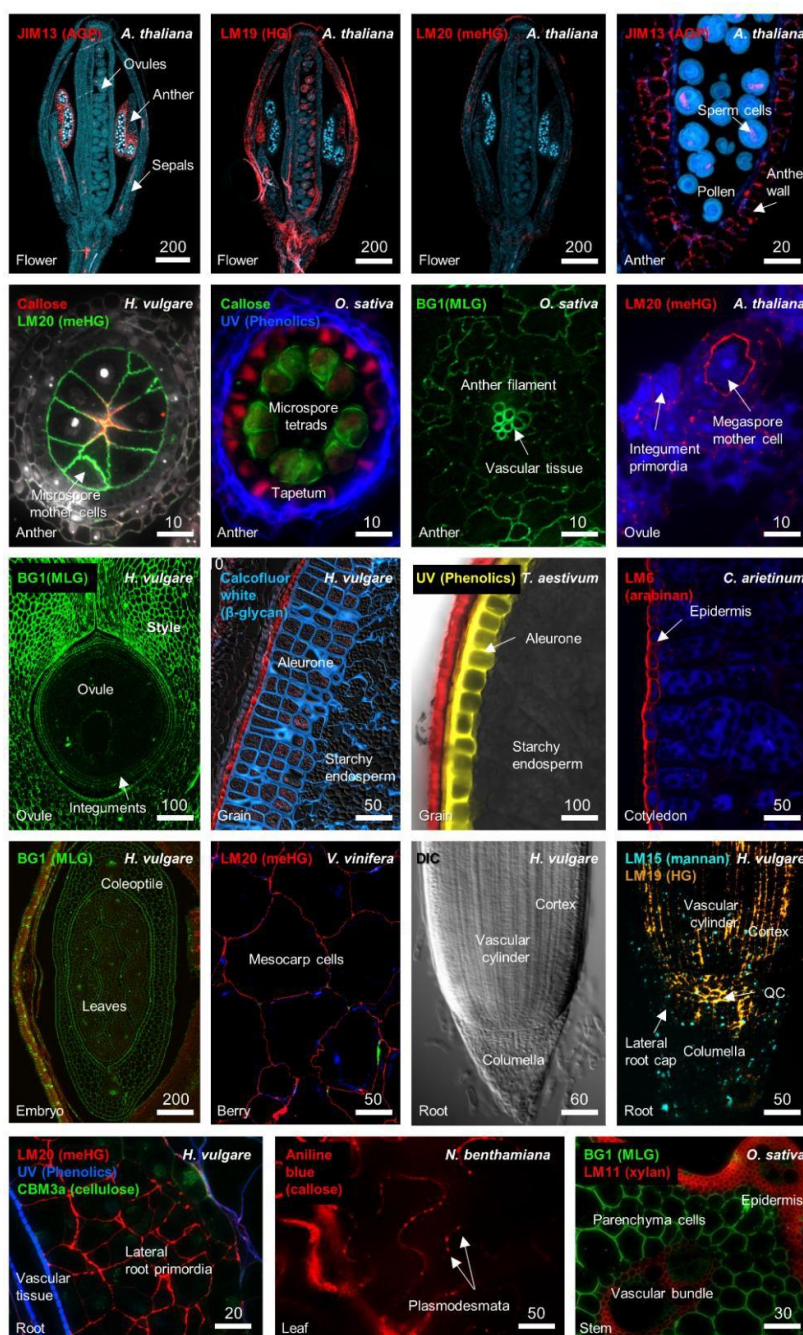 JIM13 (AGP) A. thaliana
Ovules
Anther
Sepals
Flower 200
LM19 (HG) A. thaliana
Flower 200
LM20 (meHG) A. thaliana
Flower 200
JIM13 (AGP) A. thaliana
Sperm cells
Pollen
Anther
wall
Anther 20
Callose H. vulgare
LM20 (meHG)
Microspore
mother cells
Anther 10
Callose O. sativa
UV (Phenolics)
Microspore
tetrads
Tapetum
Anther 10
BG1(MLG) O. sativa
Anther filament
Vascular tissue
Anther 10
LM20 (meHG) A. thaliana
Integument
primordia
Megaspore
mother cell
Ovule 10
BG1(MLG) H. vulgare
Style
Ovule
Integuments
Ovule 100
Calcofluor H. vulgare
white
(β-glycan)
Aleurone
Starchy
endosperm
Grain 50
UV (Phenolics) T. aestivum
Aleurone
Starchy
endosperm
Grain 100
LM6 C. arietinum
(arabinan)
Epidermis
Cotyledon 50
BG1 (MLG) H. vulgare
Coleoptile
Leaves
Embryo 200
LM20 (meHG) V. vinifera
Mesocarp cells
Berry 50
DIC H. vulgare
Cortex
Vascular
cylinder
Columella
Root 60
LM15 (mannan) H. vulgare
LM19 (HG)
Vascular
cylinder
Cortex
QC
Lateral
root cap
Columella
Root 50
LM20 (meHG) H. vulgare
UV (Phenolics)
CBM3a (cellulose)
Lateral
root primordia
Vascular
tissue
Root 20
Aniline N. benthamiana
blue
(callose)
Plasmodesmata
Leaf 50
BG1 (MLG) O. sativa
LM11 (xylan)
Epidermis
Parenchyma cells
Vascular bundle
Stem 30